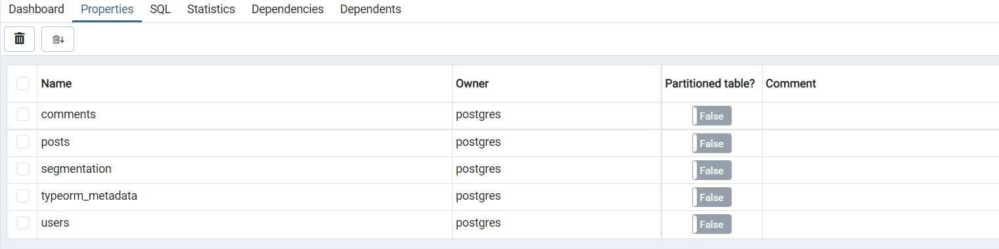 Dashboard Properties SQL Statistics Dependencies Dependents
Name Owner Partitioned table? Comment
comments postgres False
posts postgres False
segmentation postgres False
typeorm_metadata postgres False
users postgres False